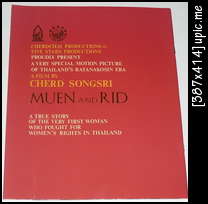 CHERDCHAI PRODUCTIONS &
FIVE STARS PRODUCTIONS
PROUDLY PRESENT
A VERY SPECIAL MOTION PICTURE
OF THAILAND'S RATANAKOSIN ERA
A FILM BY
CHERD SONGSRI
MUEN AND RID
A TRUE STORY
OF THE VERY FIRST WOMAN
WHO FOUGHT FOR
WOMEN'S RIGHTS IN THAILAND
[387x414]upic.me